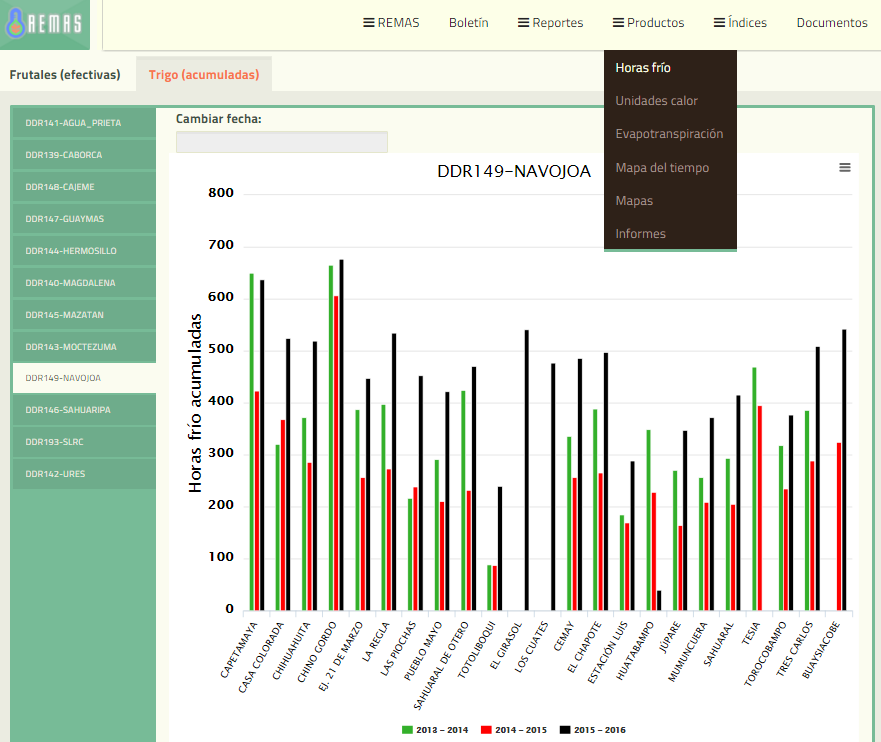 REMAS
REMAS
Boletín
Reportes
Productos
Índices
Documentos
Horas frío
Unidades calor
Evapotranspiración
Mapa del tiempo
Mapas
Informes
Frutales (efectivas)
Trigo (acumuladas)
DDR141-AGUA_PRIETA
DDR139-CABORCA
DDR148-CAJEME
DDR147-GUAYMAS
DDR144-HERMOSILLO
DDR140-MAGDALENA
DDR145-MAZATAN
DDR143-MOCTEZUMA
DDR149-NAVOJOA
DDR146-SAHUARIPA
DDR193-SLRC
DDR142-URES
Cambiar fecha:
DDR149-NAVOJOA
Horas frío acumuladas
800
700
600
500
400
300
200
100
0
CAPETAMAYA
CASA COLORADA
CHIHUAHUITA
CHINO GORDO
EJ. 21 DE MARZO
LA REGLA
LAS PIOCHAS
PUEBLO MAYO
SAHUARAL DE OTERO
TOTOLIBOQUI
EL GIRASOL
LOS CUATES
CEMAY
EL CHAPOTE
ESTACIÓN LUIS
HUATABAMPO
JÚPARE
MUMUNCUERA
SAHUARAL
TESIA
TOROCOBAMPO
TRES CARLOS
BUAYSIACOBE
2013 - 2014
2014 - 2015
2015 - 2016